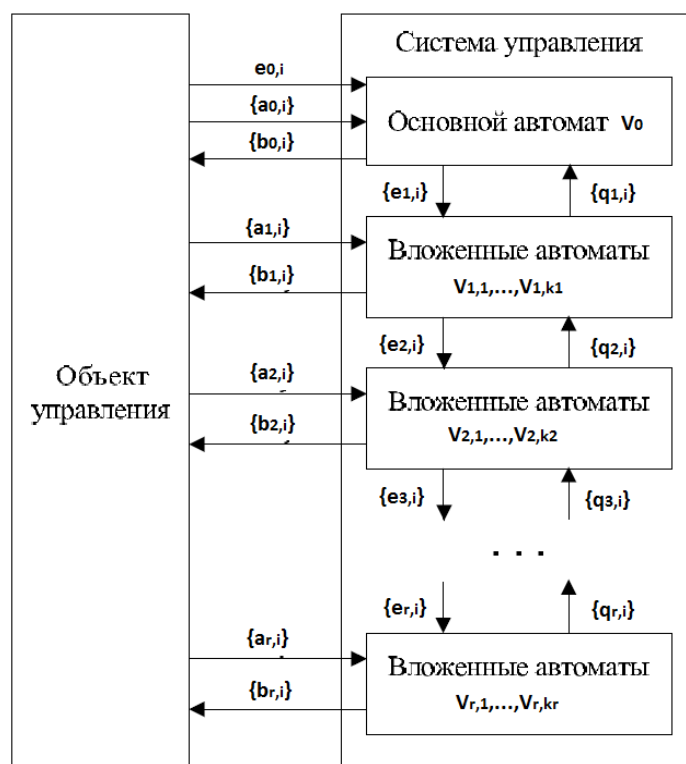 Система управления
e0,i
{a0,i}
Основной автомат V0
{b0,i}
{e1,i}
{q1,i}
{a1,i}
Вложенные автоматы
{b1,i}
V1,1,...,V1,k1
{e2,i}
{q2,i}
Объект
управления
{a2,i}
Вложенные автоматы
{b2,i}
V2,1,...,V2,k2
{e3,i}
{q3,i}
. . .
{er,i}
{qr,i}
{ar,i}
Вложенные автоматы
{br,i}
Vr,1,...,Vr,kr